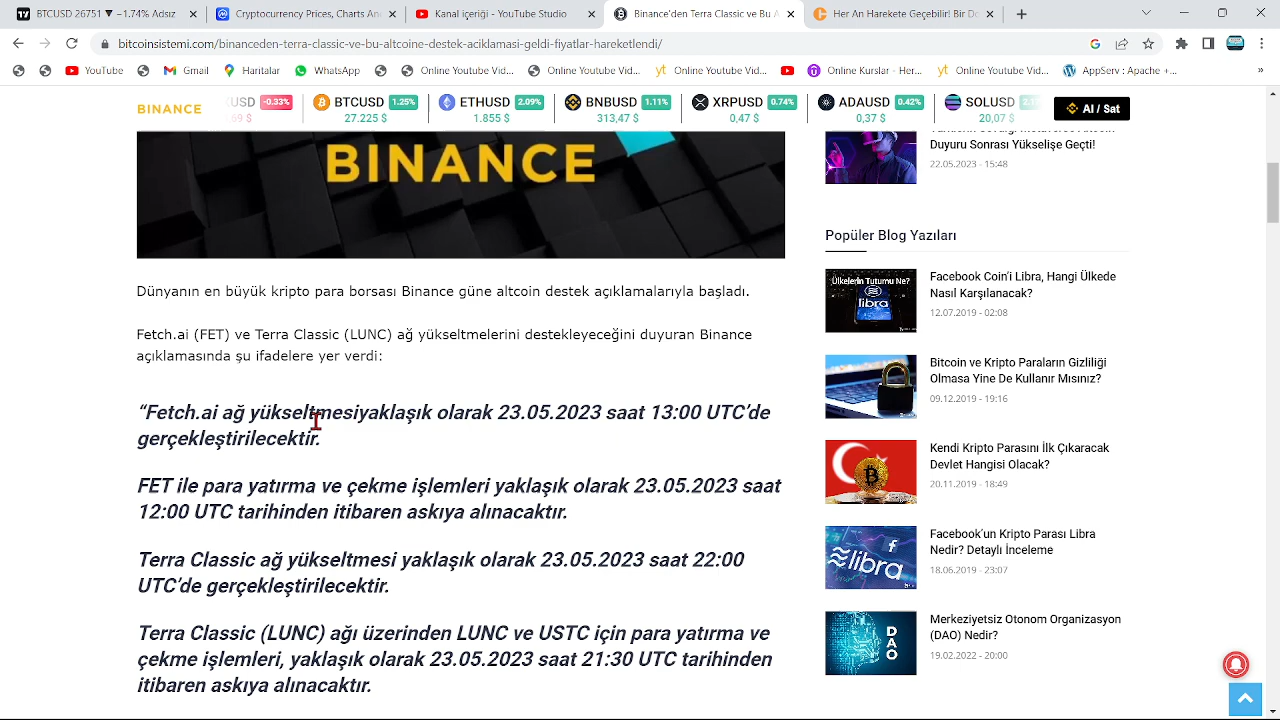 BTCUSD 26751 ▼ −1.74% Adsız
Cryptocurrency Prices, Charts An
Kanal içeriği - YouTube Studio
Binance'den Terra Classic ve Bu A
Hedera Hashgraph Yeni Bir Dc
bitcoinsistemi.com/binanceden-terra-classic-ve-bu-altcoine-destek-aciklamasi-geldi-fiyatlar-hareketlendi/
YouTube
Gmail
Haritalar
WhatsApp
Online Youtube Vid...
Online Youtube Vid...
Online Youtube Vid...
Online Kurslar - Her...
Online Youtube Vid...
AppServ : Apache +...
BINANCE
USD -0.33%
69 $
BTCUSD 1.25%
27.225 $
ETHUSD 2.09%
1.855 $
BNBUSD 1.11%
313,47 $
XRPUSD 0.74%
0,47 $
ADAUSD 0.42%
0,37 $
SOLUSD
20,07 $
Al / Sat
BINANCE
Dünyanın en büyük kripto para borsası Binance güne altcoin destek açıklamalarıyla başladı.
Fetch.ai (FET) ve Terra Classic (LUNC) ağ yükseltmelerini destekleyeceğini duyuran Binance
açıklamasında şu ifadelere yer verdi:
“Fetch.ai ağ yükseltmesiyaklaşık olarak 23.05.2023 saat 13:00 UTC’de
gerçekleştirilecektir.
FET ile para yatırma ve çekme işlemleri yaklaşık olarak 23.05.2023 saat
12:00 UTC tarihinden itibaren askıya alınacaktır.
Terra Classic ağ yükseltmesi yaklaşık olarak 23.05.2023 saat 22:00
UTC’de gerçekleştirilecektir.
Terra Classic (LUNC) ağı üzerinden LUNC ve USTC için para yatırma ve
çekme işlemleri, yaklaşık olarak 23.05.2023 saat 21:30 UTC tarihinden
itibaren askıya alınacaktır.
Duyuru Sonrası Yükselişe Geçti!
22.05.2023 - 15:48
Popüler Blog Yazıları
Ülkelerin Tutumu Ne?
libra
Facebook Coin’i Libra, Hangi Ülkede
Nasıl Karşılanacak?
12.07.2019 - 02:08
Bitcoin ve Kripto Paraların Gizliliği
Olmasa Yine De Kullanır Mısınız?
09.12.2019 - 19:16
Kendi Kripto Parasını İlk Çıkaracak
Devlet Hangisi Olacak?
20.11.2019 - 18:49
libra
Facebook’un Kripto Parası Libra
Nedir? Detaylı İnceleme
18.06.2019 - 23:07
DAO
Merkeziyetsiz Otonom Organizasyon
(DAO) Nedir?
19.02.2022 - 20:00